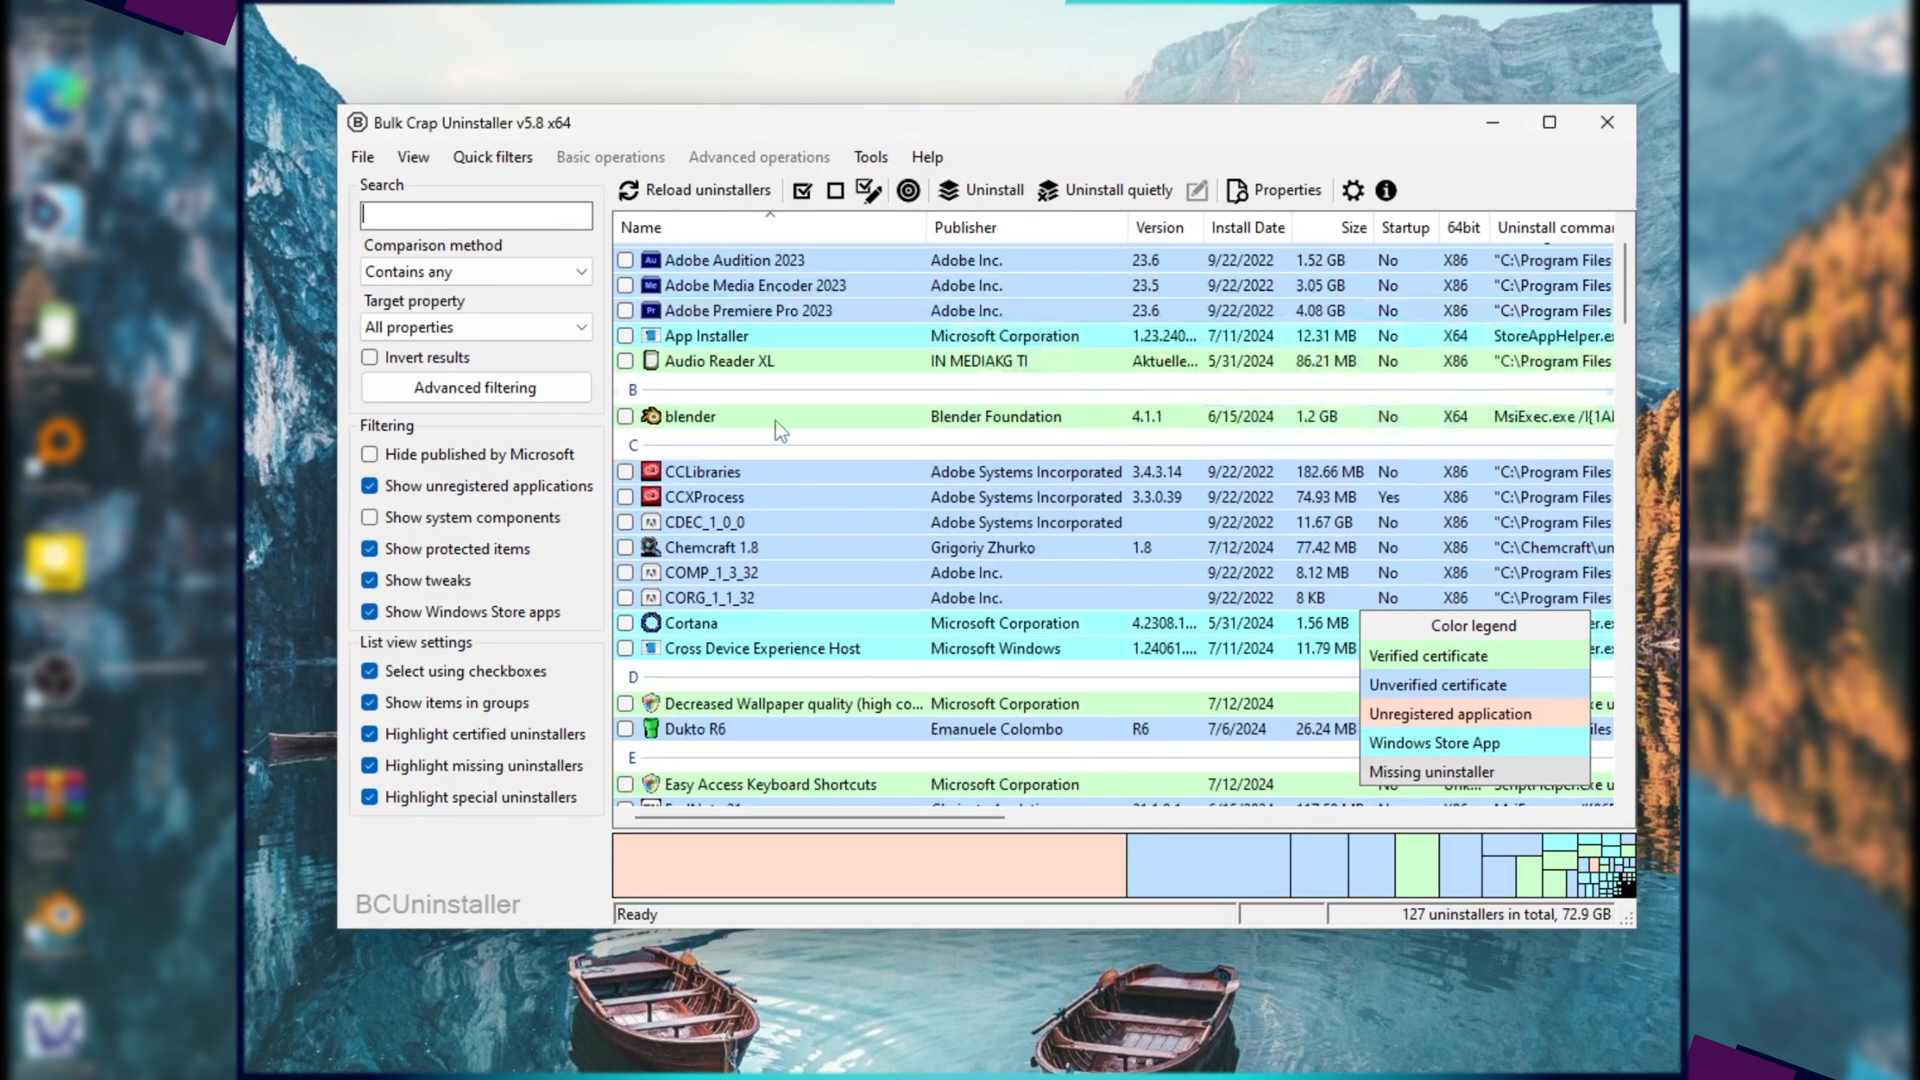 Bulk Crap Uninstaller v5.8 x64
File View Quick filters Basic operations Advanced operations Tools Help
Search
Reload uninstallers Uninstall Uninstall quietly Properties
Comparison method
Contains any
Target property
All properties
Invert results
Advanced filtering
Filtering
Hide published by Microsoft
Show unregistered applications
Show system components
Show protected items
Show tweaks
Show Windows Store apps
List view settings
Select using checkboxes
Show items in groups
Highlight certified uninstallers
Highlight missing uninstallers
Highlight special uninstallers
BCUninstaller
Name Publisher Version Install Date Size Startup 64bit Uninstall commar
Au Adobe Audition 2023 Adobe Inc. 23.6 9/22/2022 1.52 GB No X86 "C:\Program Files
Me Adobe Media Encoder 2023 Adobe Inc. 23.5 9/22/2022 3.05 GB No X86 "C:\Program Files
Pr Adobe Premiere Pro 2023 Adobe Inc. 23.6 9/22/2022 4.08 GB No X86 "C:\Program Files
App Installer Microsoft Corporation 1.23.240... 7/11/2024 12.31 MB No X64 StoreAppHelper.e
Audio Reader XL IN MEDIAKG TI Aktuelle... 5/31/2024 86.21 MB No X86 "C:\Program Files
B
blender Blender Foundation 4.1.1 6/15/2024 1.2 GB No X64 MsiExec.exe /I{1A
C
CCLibraries Adobe Systems Incorporated 3.4.3.14 9/22/2022 182.66 MB No X86 "C:\Program Files
CCXProcess Adobe Systems Incorporated 3.3.0.39 9/22/2022 74.93 MB Yes X86 "C:\Program Files
CDEC_1_0_0 Adobe Systems Incorporated 9/22/2022 11.67 GB No X86 "C:\Program Files
Chemcraft 1.8 Grigoriy Zhurko 1.8 7/12/2024 77.42 MB No X86 "C:\Chemcraft\un
COMP_1_3_32 Adobe Inc. 9/22/2022 8.12 MB No X86 "C:\Program Files
CORG_1_1_32 Adobe Inc. 9/22/2022 8 KB No X86 "C:\Program Files
Cortana Microsoft Corporation 4.2308.1... 5/31/2024 1.56 MB
Cross Device Experience Host Microsoft Windows 1.24061.... 7/11/2024 11.79 MB
D
Decreased Wallpaper quality (high co... Microsoft Corporation 7/12/2024
Dukto R6 Emanuele Colombo R6 7/6/2024 26.24 MB
E
Easy Access Keyboard Shortcuts Microsoft Corporation 7/12/2024
Color legend
Verified certificate
Unverified certificate
Unregistered application
Windows Store App
Missing uninstaller
Ready 127 uninstallers in total, 72.9 GB